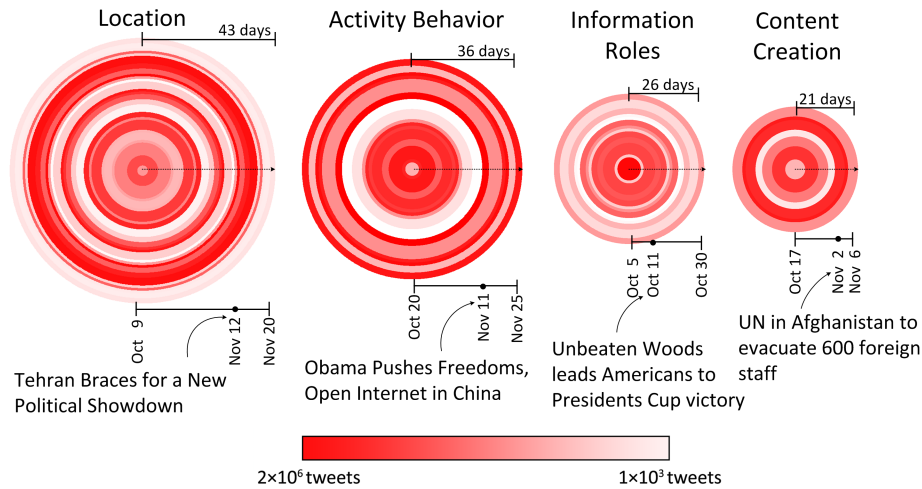 Location
43 days
Oct 9
Nov 12
Nov 20
Tehran Braces for a New
Political Showdown
Activity Behavior
36 days
Oct 20
Nov 11
Nov 25
Obama Pushes Freedoms,
Open Internet in China
Information
Roles
26 days
Oct 5
Oct 11
Oct 30
Unbeaten Woods
leads Americans to
Presidents Cup victory
Content
Creation
21 days
Oct 17
Nov 2
Nov 6
UN in Afghanistan to
evacuate 600 foreign
staff
2×10⁶ tweets
1×10³ tweets